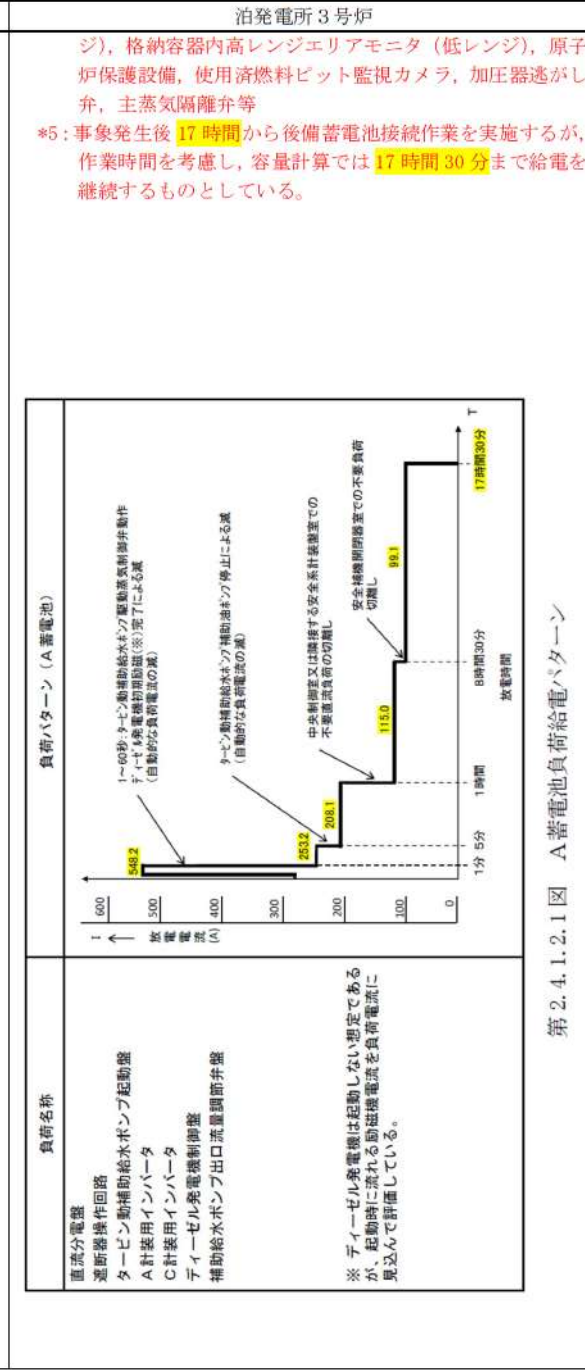 泊発電所3号炉
ジ），格納容器内高レンジエリアモニタ（低レンジ），原子
炉保護設備，使用済燃料ピット監視カメラ，加圧器逃がし
弁，主蒸気隔離弁等
*5：事象発生後 17 時間から後備蓄電池接続作業を実施するが，
作業時間を考慮し，容量計算では 17 時間 30 分まで給電を
継続するものとしている。
負荷名称
直流分電盤
遮断器操作回路
タービン動補助給水ポンプ起動盤
A計装用インバータ
C計装用インバータ
ディーゼル発電機制御盤
補助給水ポンプ出口流量調節弁盤
※ ディーゼル発電機は起動しない想定である
が、起動時に流れる励磁機電流を負荷電流に
見込んで評価している。
負荷パターン（A蓄電池）
I
放電電流(A)
600
500
400
300
200
100
0
548.2
253.2
208.1
115.0
99.1
1～60秒:タービン動補助給水ポンプ駆動蒸気制御弁動作
ディーゼル発電機初期励磁(※)完了による減
(自動的な負荷電流の減)
タービン動補助給水ポンプ補助油ポンプ停止による減
(自動的な負荷電流の減)
中央制御室又は隣接する安全系計装盤室での
不要直流負荷の切離し
安全補機開閉器室での不要負荷
切離し
1分
5分
1時間
8時間30分
17時間30分
T
放電時間
第 2.4.1.2.1 図　A蓄電池負荷給電パターン